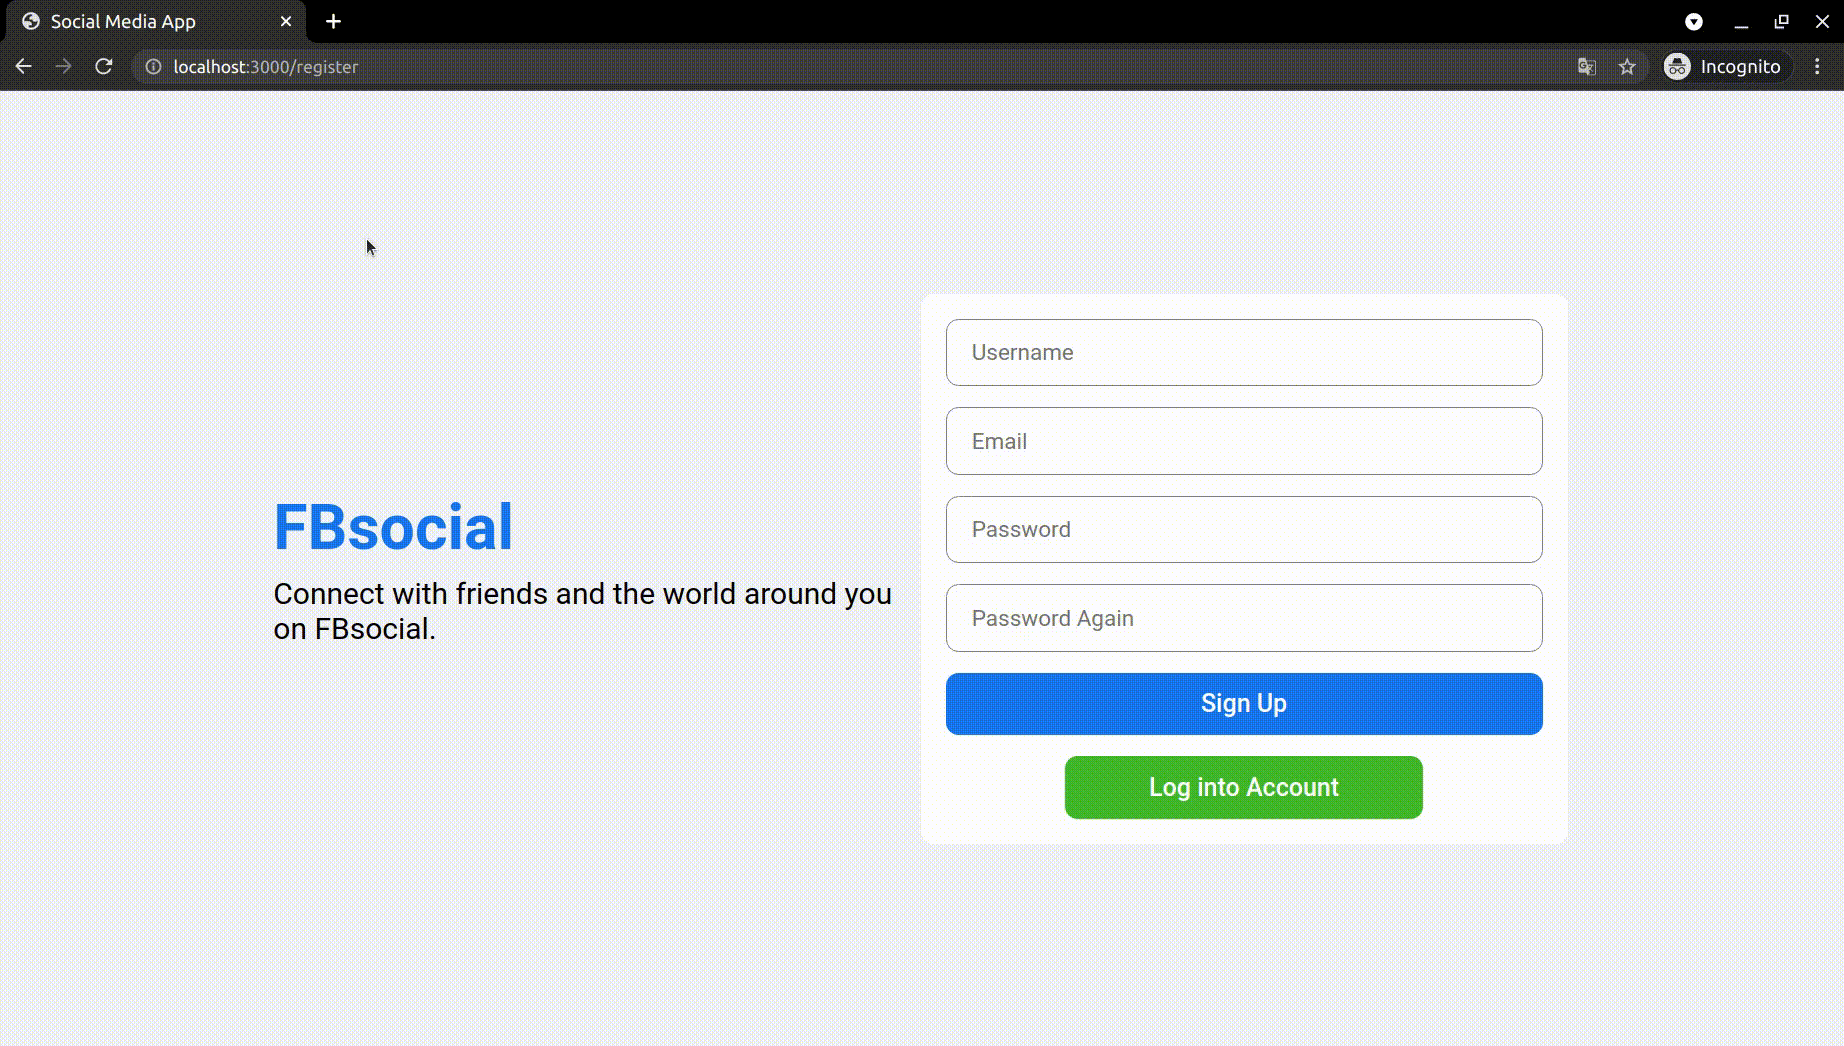 Social Media App
localhost:3000/register
Incognito
FBsocial
Connect with friends and the world around you
on FBsocial.
Username
Email
Password
Password Again
Sign Up
Log into Account